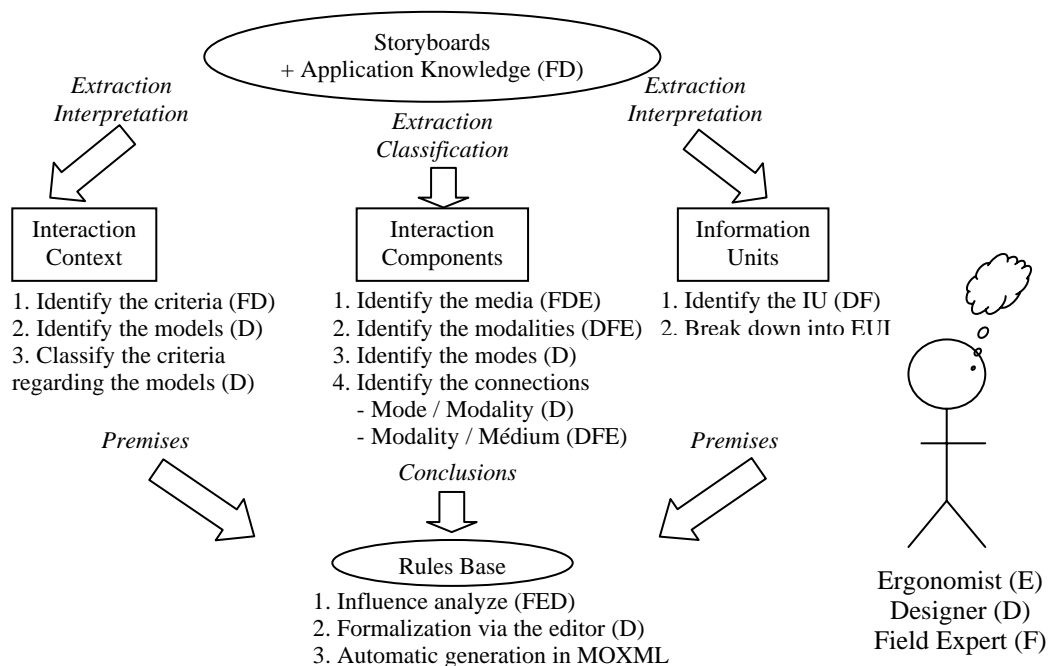 Storyboards
+ Application Knowledge (FD)
Extraction
Interpretation
Extraction
Classification
Extraction
Interpretation
Interaction
Context
1. Identify the criteria (FD)
2. Identify the models (D)
3. Classify the criteria
regarding the models (D)
Interaction
Components
1. Identify the media (FDE)
2. Identify the modalities (DFE)
3. Identify the modes (D)
4. Identify the connections
- Mode / Modality (D)
- Modality / Médium (DFE)
Information
Units
1. Identify the IU (DF)
2. Break down into EUI
Premises
Conclusions
Premises
Rules Base
1. Influence analyze (FED)
2. Formalization via the editor (D)
3. Automatic generation in MOXML
Ergonomist (E)
Designer (D)
Field Expert (F)